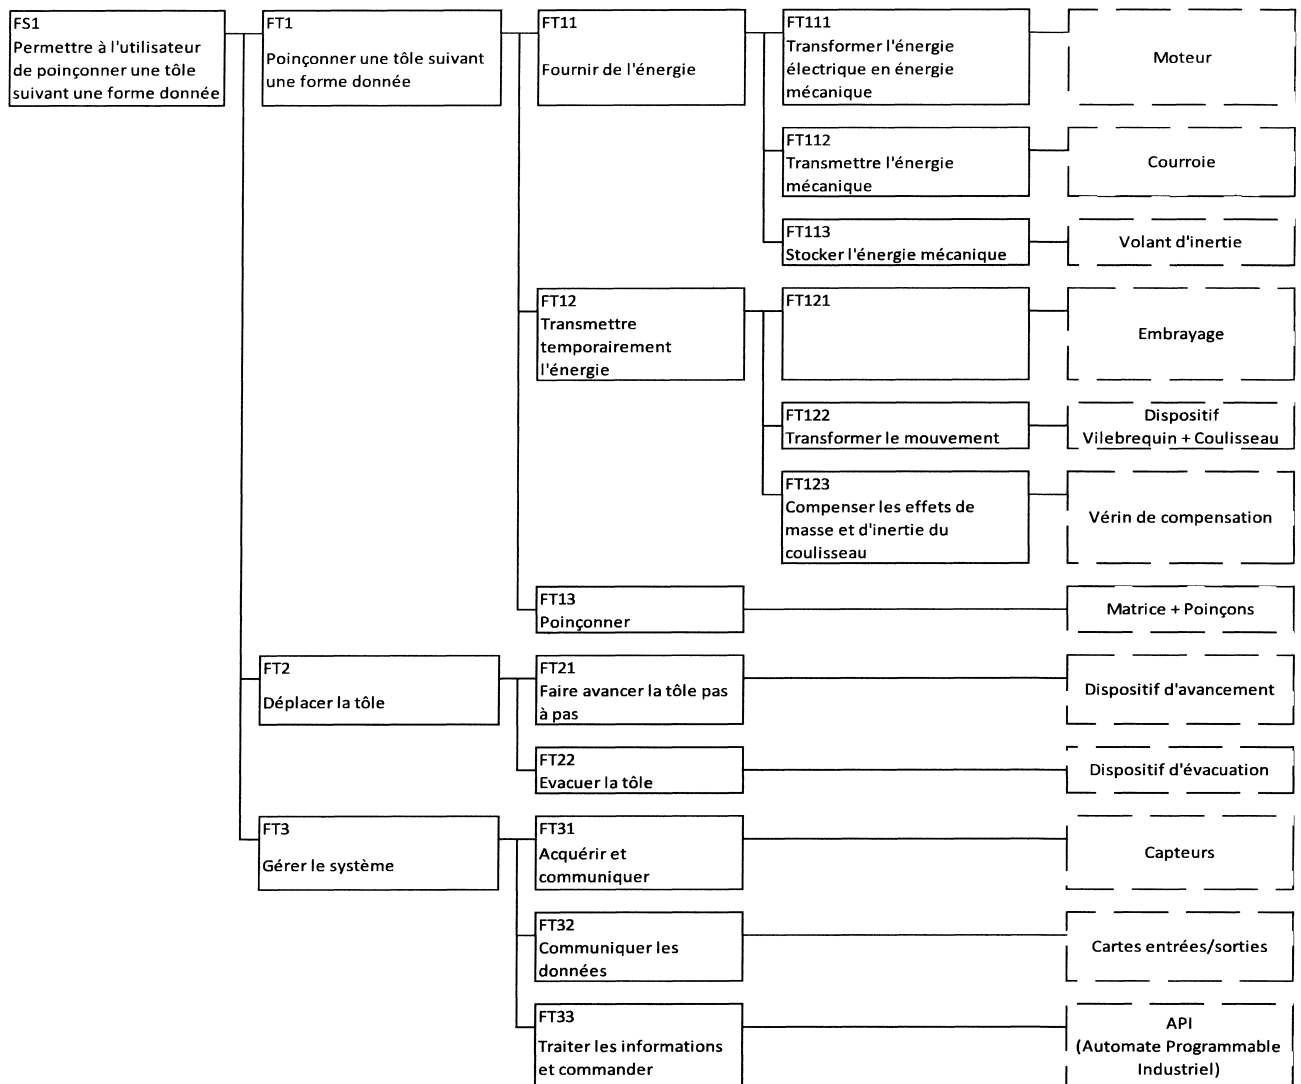 FS1
Permettre à l'utilisateur
de poinçonner une tôle
suivant une forme donnée
FT1
Poinçonner une tôle suivant
une forme donnée
FT11
Fournir de l'énergie
FT111
Transformer l'énergie
électrique en énergie
mécanique
Moteur
FT112
Transmettre l'énergie
mécanique
Courroie
FT113
Stocker l'énergie mécanique
Volant d'inertie
FT12
Transmettre
temporairement
l'énergie
FT121
Embrayage
FT122
Transformer le mouvement
Dispositif
Vilebrequin + Coulisseau
FT123
Compenser les effets de
masse et d'inertie du
coulisseau
Vérin de compensation
FT13
Poinçonner
Matrice + Poinçons
FT2
Déplacer la tôle
FT21
Faire avancer la tôle pas
à pas
Dispositif d'avancement
FT22
Evacuer la tôle
Dispositif d'évacuation
FT3
Gérer le système
FT31
Acquérir et
communiquer
Capteurs
FT32
Communiquer les
données
Cartes entrées/sorties
FT33
Traiter les informations
et commander
API
(Automate Programmable
Industriel)